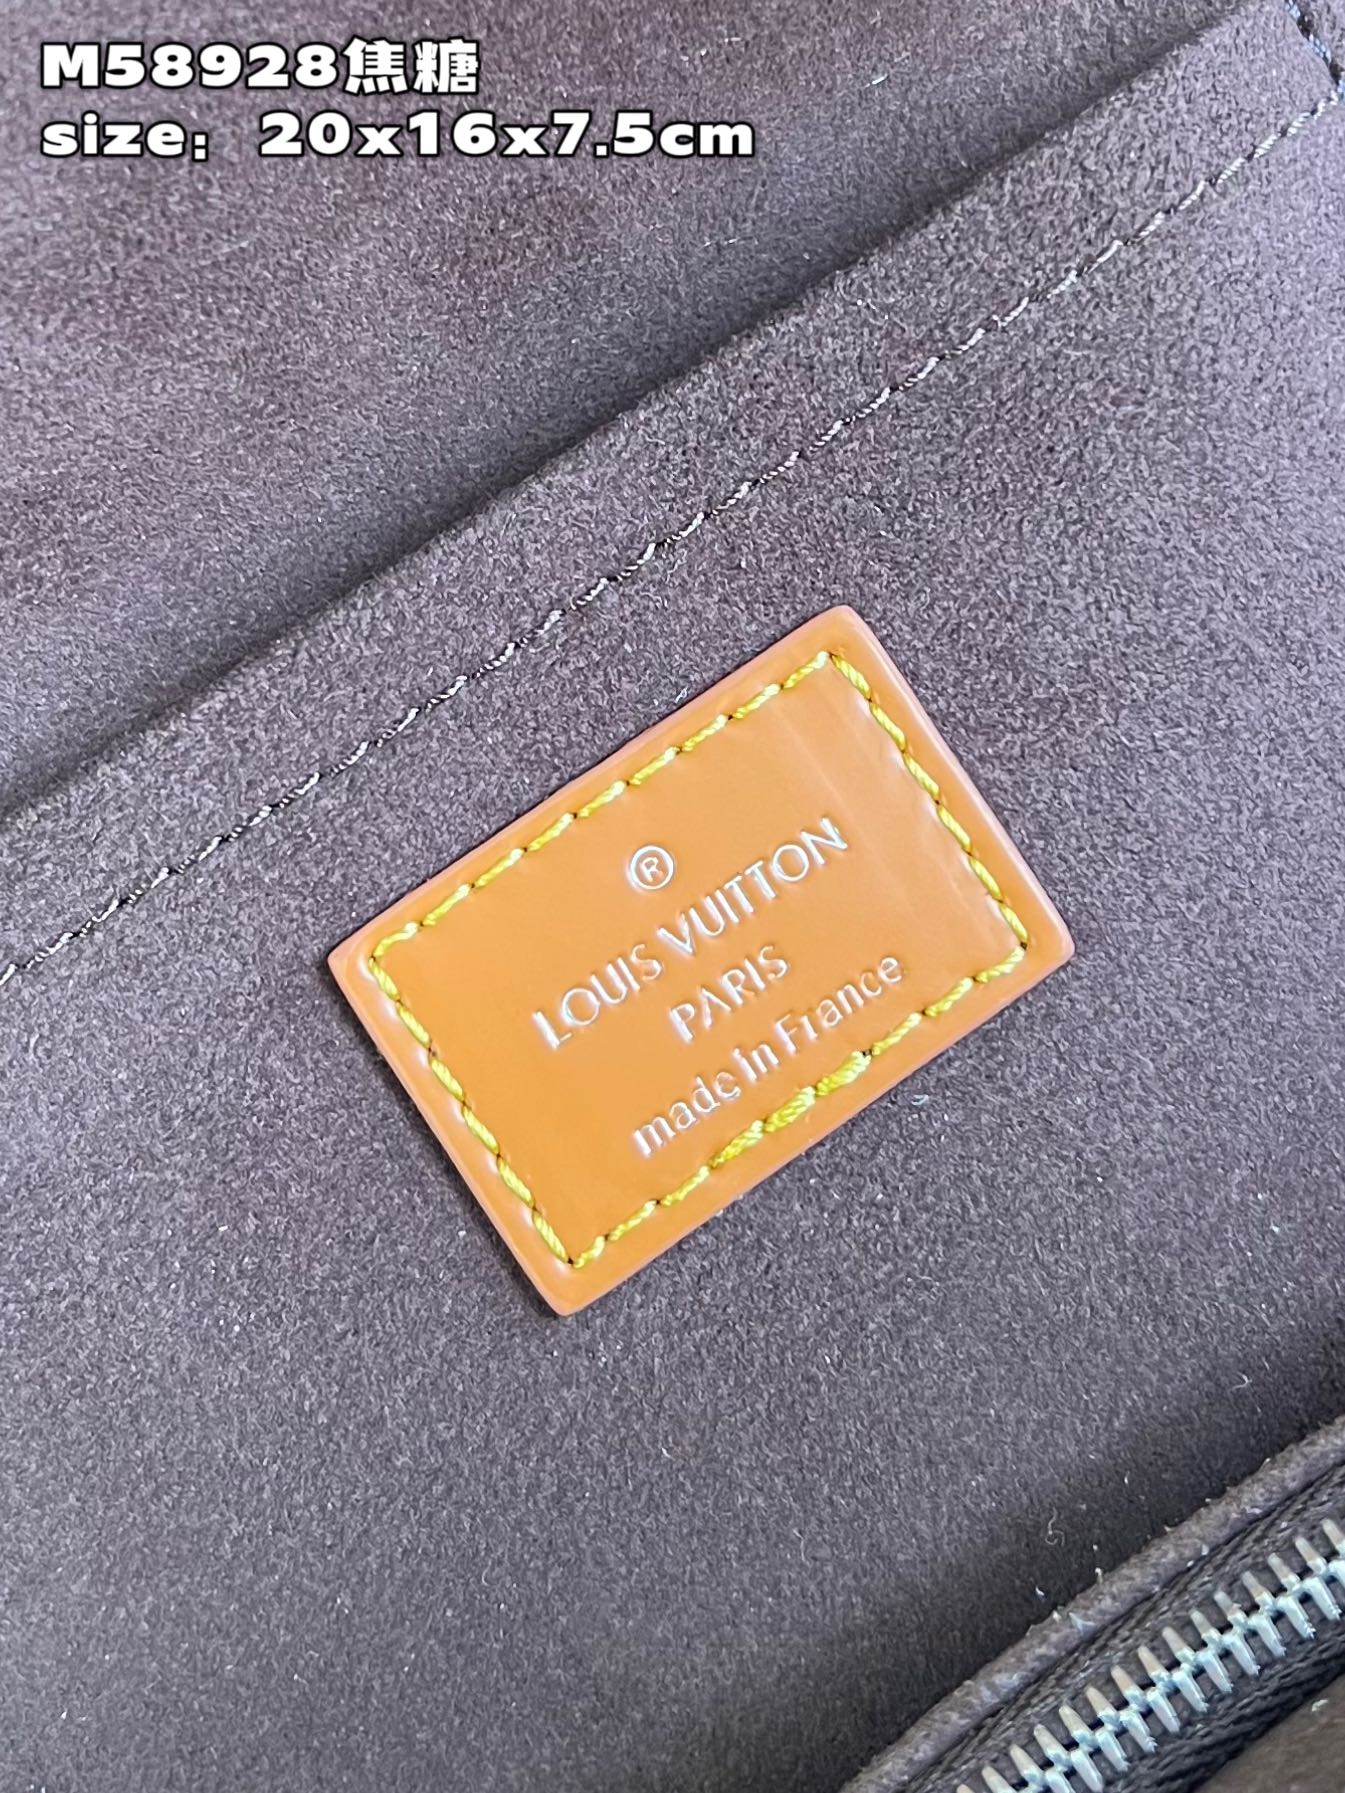 M58928焦糖
size：20x16x7.5cm
®
LOUIS VUITTON
PARIS
made in France